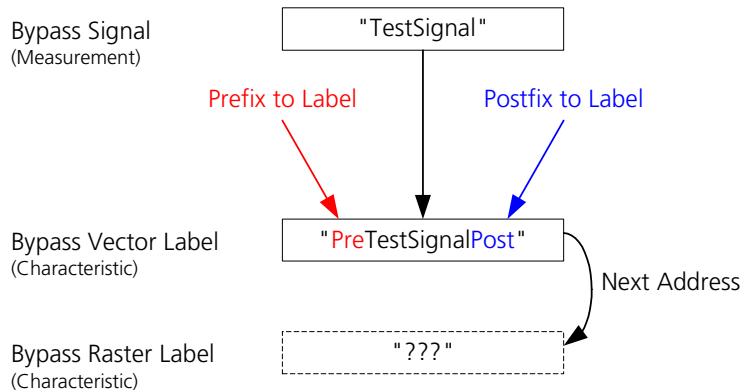 Bypass Signal
(Measurement)
"TestSignal"
Prefix to Label
Postfix to Label
Bypass Vector Label
(Characteristic)
"PreTestSignalPost"
Next Address
Bypass Raster Label
(Characteristic)
"???"